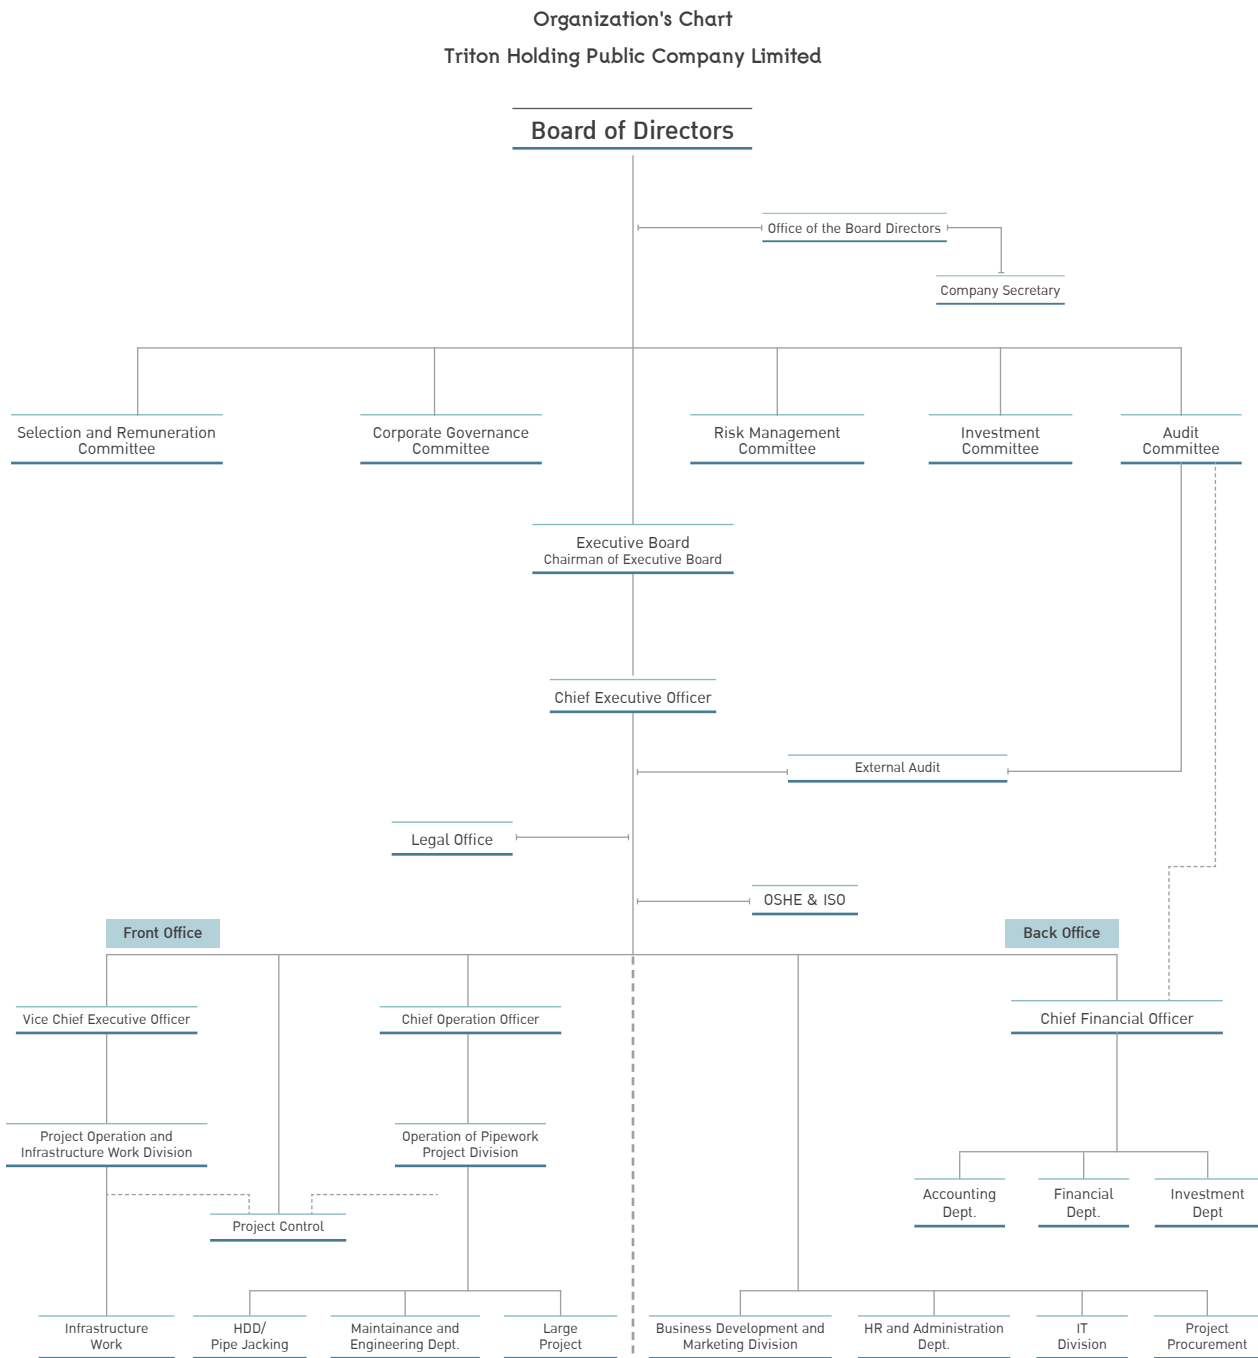 Organization's Chart
Triton Holding Public Company Limited
Board of Directors
Office of the Board Directors
Company Secretary
Selection and Remuneration
Committee
Corporate Governance
Committee
Risk Management
Committee
Investment
Committee
Audit
Committee
Executive Board
Chairman of Executive Board
Chief Executive Officer
External Audit
Legal Office
OSHE & ISO
Front Office
Back Office
Vice Chief Executive Officer
Chief Operation Officer
Chief Financial Officer
Project Operation and
Infrastructure Work Division
Operation of Pipework
Project Division
Accounting
Dept.
Financial
Dept.
Investment
Dept
Project Control
Infrastructure
Work
HDD/
Pipe Jacking
Maintainance and
Engineering Dept.
Large
Project
Business Development and
Marketing Division
HR and Administration
Dept.
IT
Division
Project
Procurement